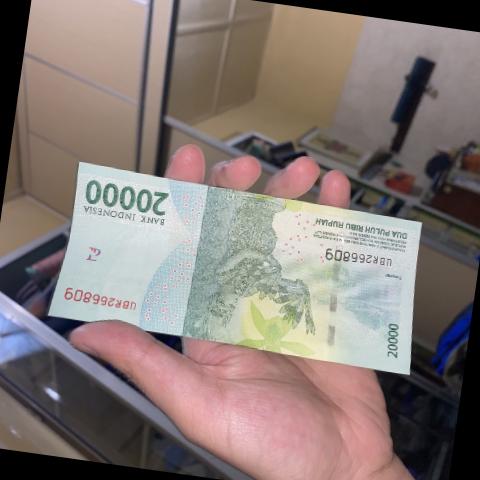 DUA PULUH RIBU RUPIAH
UBR266809
20000
20000
BANK INDONESIA
UBR266809